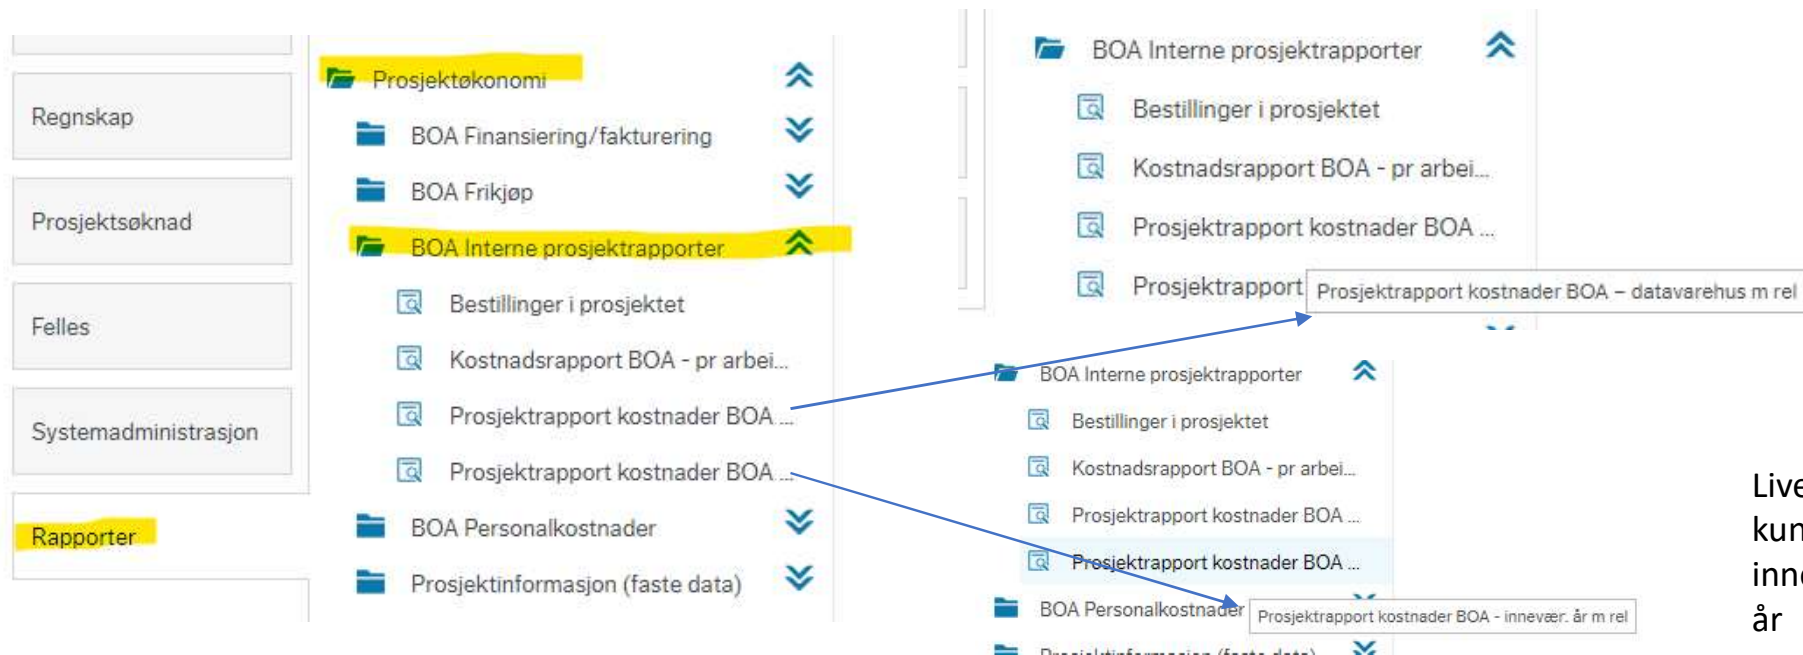 Regnskap
Prosjektsøknad
Felles
Systemadministrasjon
Rapporter
Prosjektøkonomi
BOA Finansiering/fakturering
BOA Frikjøp
BOA Interne prosjektrapporter
Bestillinger i prosjektet
Kostnadsrapport BOA - pr arbei...
Prosjektrapport kostnader BOA ...
Prosjektrapport kostnader BOA ...
BOA Personalkostnader
Prosjektinformasjon (faste data)
BOA Interne prosjektrapporter
Bestillinger i prosjektet
Kostnadsrapport BOA - pr arbei...
Prosjektrapport kostnader BOA ...
Prosjektrapport
Prosjektrapport kostnader BOA – datavarehus m rel
BOA Interne prosjektrapporter
Bestillinger i prosjektet
Kostnadsrapport BOA - pr arbei...
Prosjektrapport kostnader BOA ...
Prosjektrapport kostnader BOA ...
BOA Personalkostnader
Prosjektrapport kostnader BOA - innevær. år m rel
Prosjektinformasjon (faste data)
år